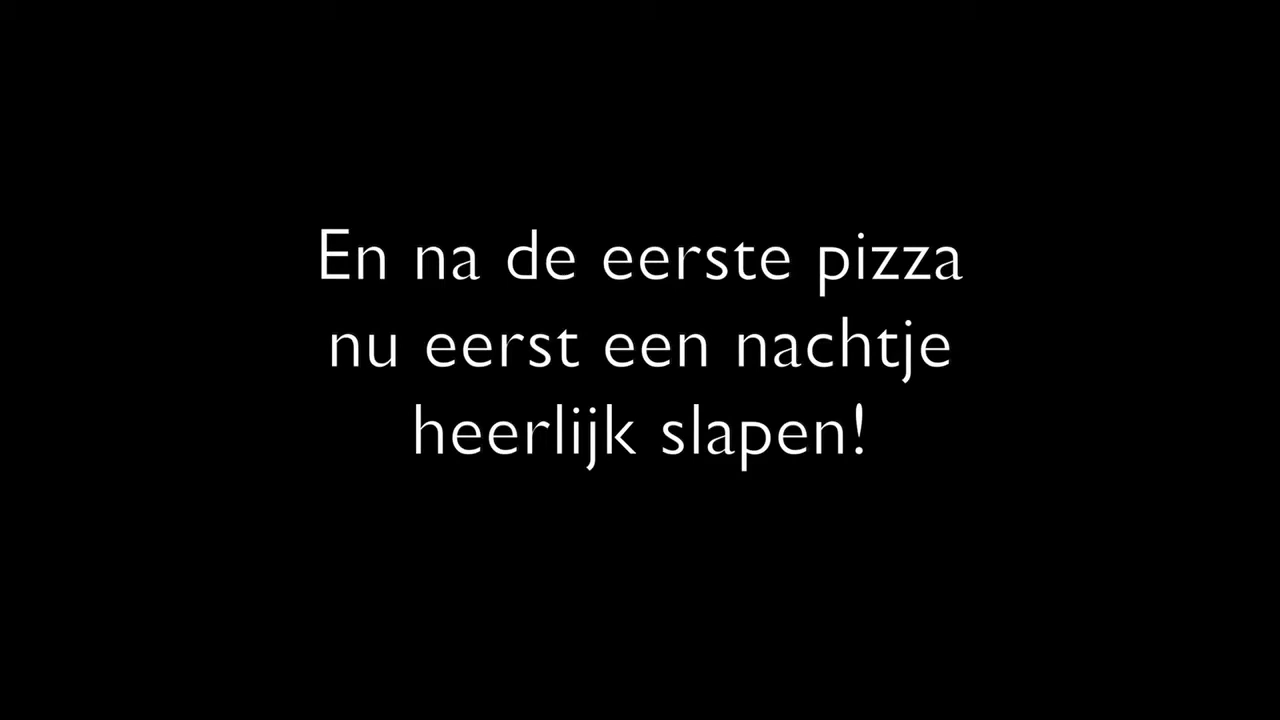 En na de eerste pizza
nu eerst een nachtje
heerlijk slapen!